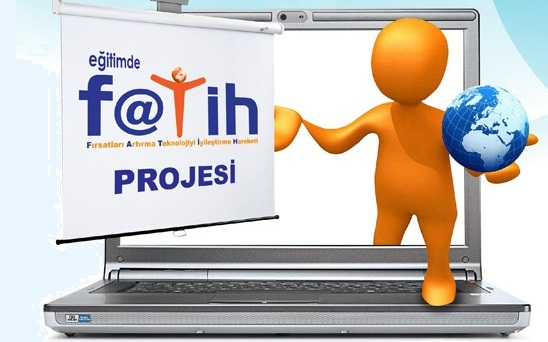 eğitimde
f@tih
Fırsatları Artırma Teknolojiyi İyileştirme Hareketi
PROJESİ